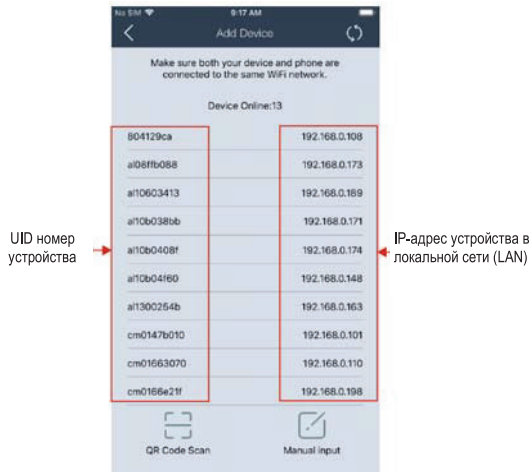 No SIM 9:17 AM
Add Device
Make sure both your device and phone are
connected to the same WiFi network.
Device Online:13
804129ca 192.168.0.108
al08ffb088 192.168.0.173
al10603413 192.168.0.189
al10b038bb 192.168.0.171
al10b0408f 192.168.0.174
al10b04f60 192.168.0.148
al1300254b 192.168.0.163
cm0147b010 192.168.0.101
cm01663070 192.168.0.110
cm0166e21f 192.168.0.198
UID номер
устройства
IP-адрес устройства в
локальной сети (LAN)
QR Code Scan Manual input